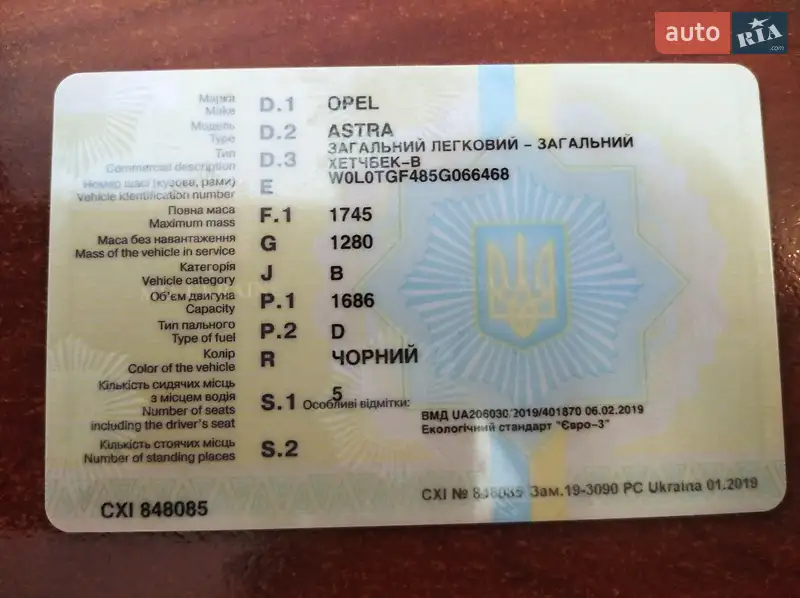 auto RIA .com
Марка
Make
D.1 OPEL
Модель
Type
D.2 ASTRA
Тип
Commercial description
D.3 ЗАГАЛЬНИЙ ЛЕГКОВИЙ – ЗАГАЛЬНИЙ
ХЕТЧБЕК-В
Номер шасі (кузова, рами)
Vehicle identification number
E W0L0TGF485G066468
Повна маса
Maximum mass
F.1 1745
Маса без навантаження
Mass of the vehicle in service
G 1280
Категорія
Vehicle category
J B
Об'єм двигуна
Capacity
P.1 1686
Тип пального
Type of fuel
P.2 D
Колір
Color of the vehicle
R ЧОРНИЙ
Кількість сидячих місць
з місцем водія
Number of seats
including the driver's seat
S.1 5
Особливі відмітки:
ВМД UA206030/2019/401870 06.02.2019
Екологічний стандарт "Євро-3"
Кількість стоячих місць
Number of standing places
S.2
CXI 848085
CXI № 848085 Зам.19-3090 РС Ukraina 01.2019